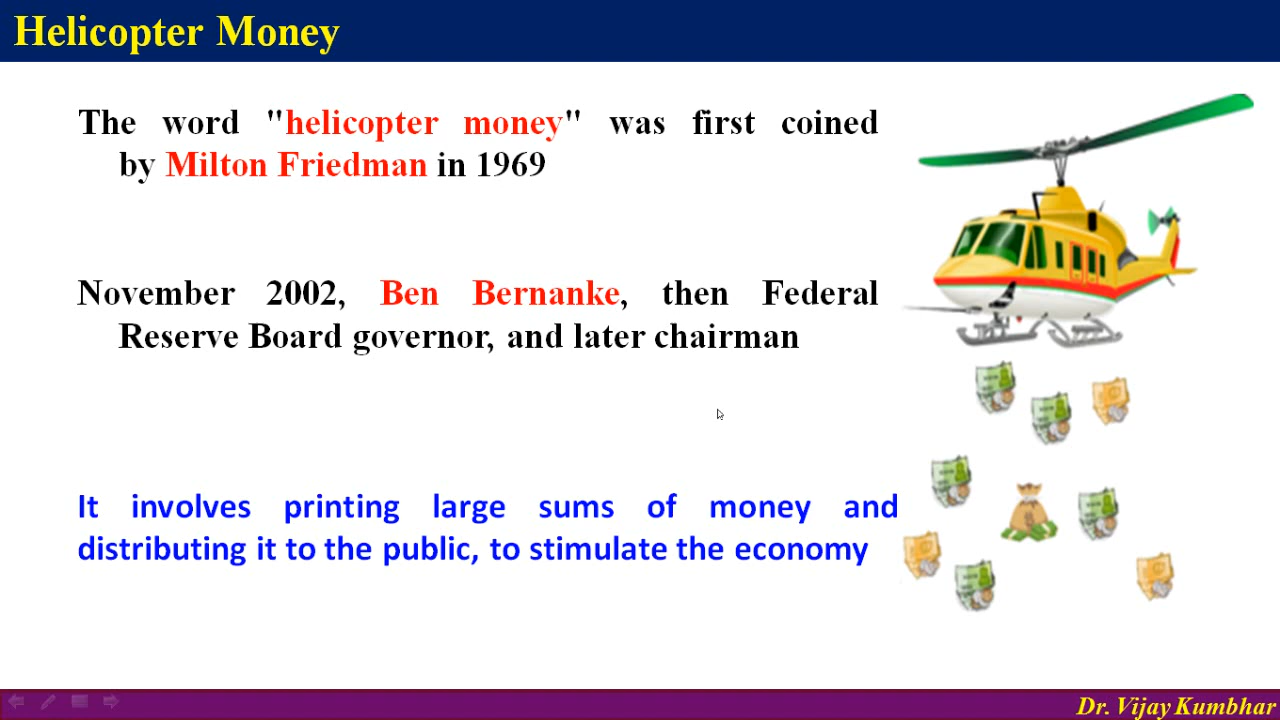 Helicopter Money
The word "helicopter money" was first coined
by Milton Friedman in 1969
November 2002, Ben Bernanke, then Federal
Reserve Board governor, and later chairman
It involves printing large sums of money and
distributing it to the public, to stimulate the economy
Dr. Vijay Kumbhar